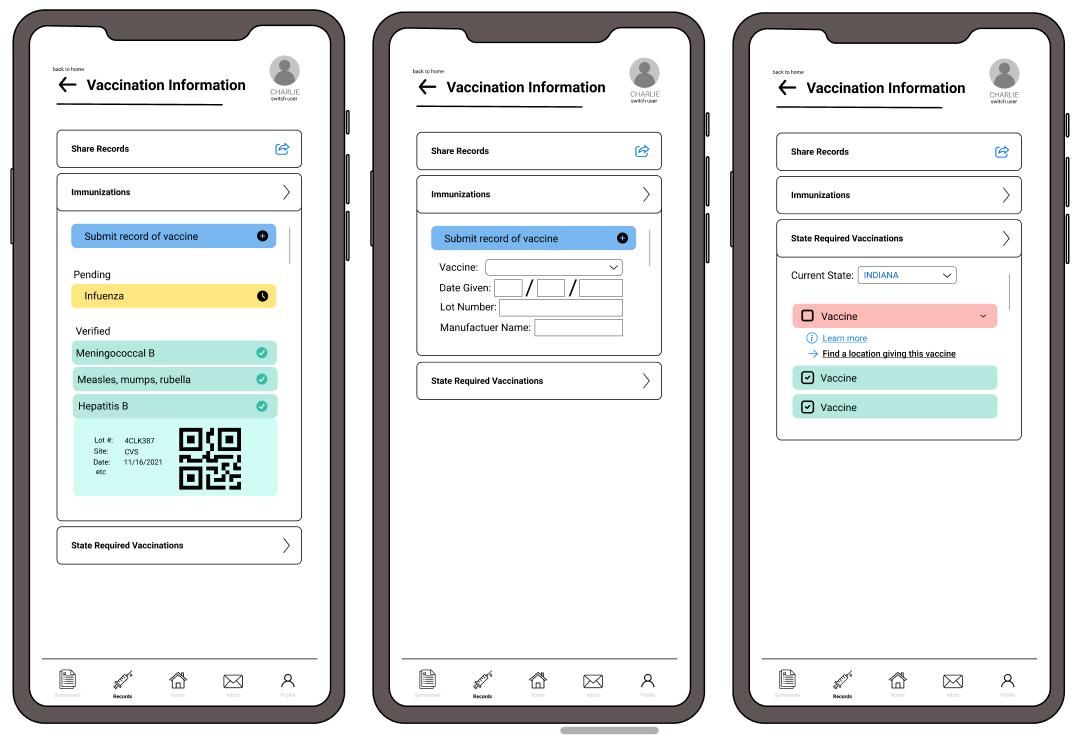 back to home
Vaccination Information
CHARLIE
switch user
Share Records
Immunizations
Submit record of vaccine
Pending
Infuenza
Verified
Meningococcal B
Measles, mumps, rubella
Hepatitis B
Lot #: 4CLK387
Site: CVS
Date: 11/16/2021
etc
State Required Vaccinations
Summaries Records Home Inbox Profile
back to home
Vaccination Information
CHARLIE
switch user
Share Records
Immunizations
Submit record of vaccine
Vaccine:
Date Given: / /
Lot Number:
Manufactuer Name:
State Required Vaccinations
Summaries Records Home Inbox Profile
back to home
Vaccination Information
CHARLIE
switch user
Share Records
Immunizations
State Required Vaccinations
Current State: INDIANA
Vaccine
Learn more
Find a location giving this vaccine
Vaccine
Vaccine
Summaries Records Home Inbox Profile